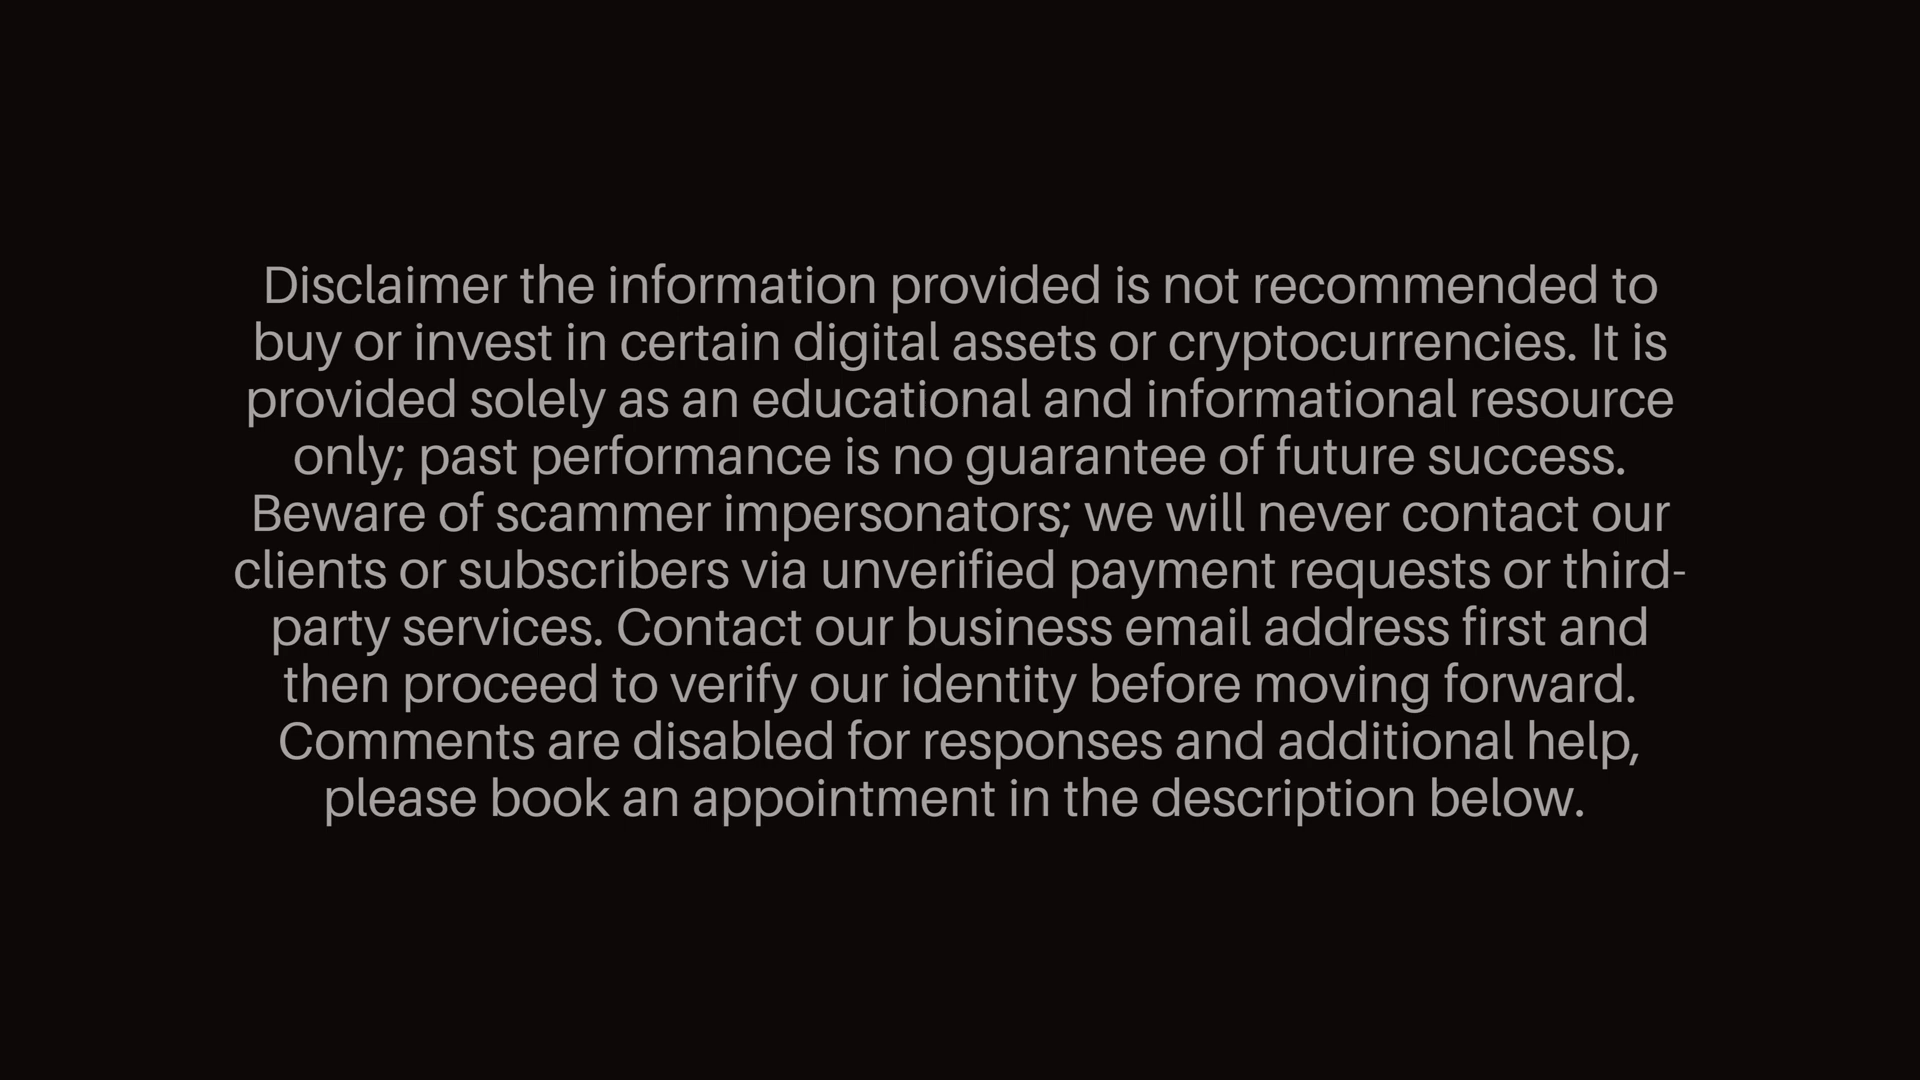 Disclaimer the information provided is not recommended to
buy or invest in certain digital assets or cryptocurrencies. It is
provided solely as an educational and informational resource
only; past performance is no guarantee of future success.
Beware of scammer impersonators; we will never contact our
clients or subscribers via unverified payment requests or third-
party services. Contact our business email address first and
then proceed to verify our identity before moving forward.
Comments are disabled for responses and additional help,
please book an appointment in the description below.